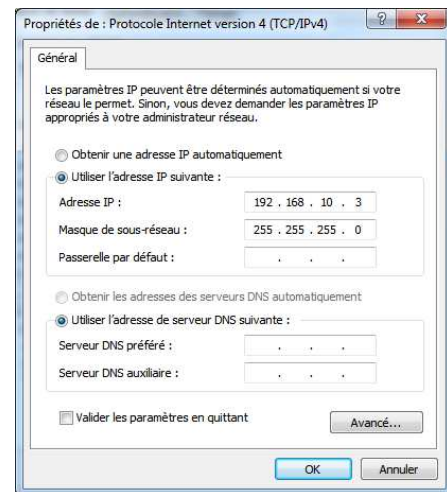 Propriétés de : Protocole Internet version 4 (TCP/IPv4)
Général
Les paramètres IP peuvent être déterminés automatiquement si votre
réseau le permet. Sinon, vous devez demander les paramètres IP
appropriés à votre administrateur réseau.
Obtenir une adresse IP automatiquement
Utiliser l'adresse IP suivante :
Adresse IP : 192 . 168 . 10 . 3
Masque de sous-réseau : 255 . 255 . 255 . 0
Passerelle par défaut : . . .
Obtenir les adresses des serveurs DNS automatiquement
Utiliser l'adresse de serveur DNS suivante :
Serveur DNS préféré : . . .
Serveur DNS auxiliaire : . . .
Valider les paramètres en quittant
Avancé...
OK Annuler